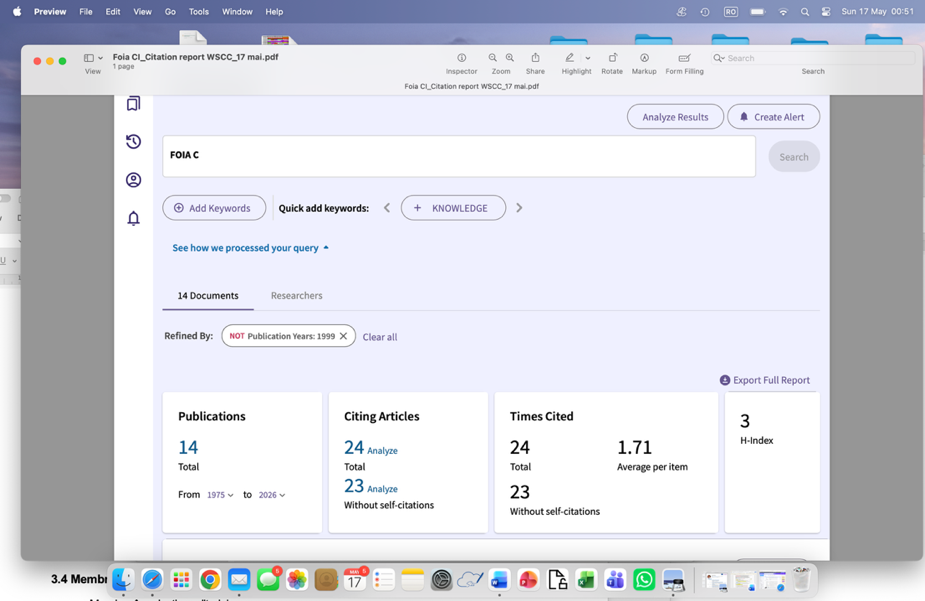 Preview File Edit View Go Tools Window Help RO Sun 17 May 00:51
Foia CI_Citation report WSCC_17 mai.pdf
1 page
Search
View Inspector Zoom Share Highlight Rotate Markup Form Filling Search
Foia CI_Citation report WSCC_17 mai.pdf
Analyze Results Create Alert
FOIA C
Search
Add Keywords Quick add keywords: + KNOWLEDGE
See how we processed your query
14 Documents Researchers
Refined By: NOT Publication Years: 1999 Clear all
Export Full Report
Publications Citing Articles Times Cited
14 24 Analyze 24 1.71 3
Total Total Total Average per item H-Index
23 Analyze 23
From 1975 to 2026 Without self-citations Without self-citations
3.4 Membr
17